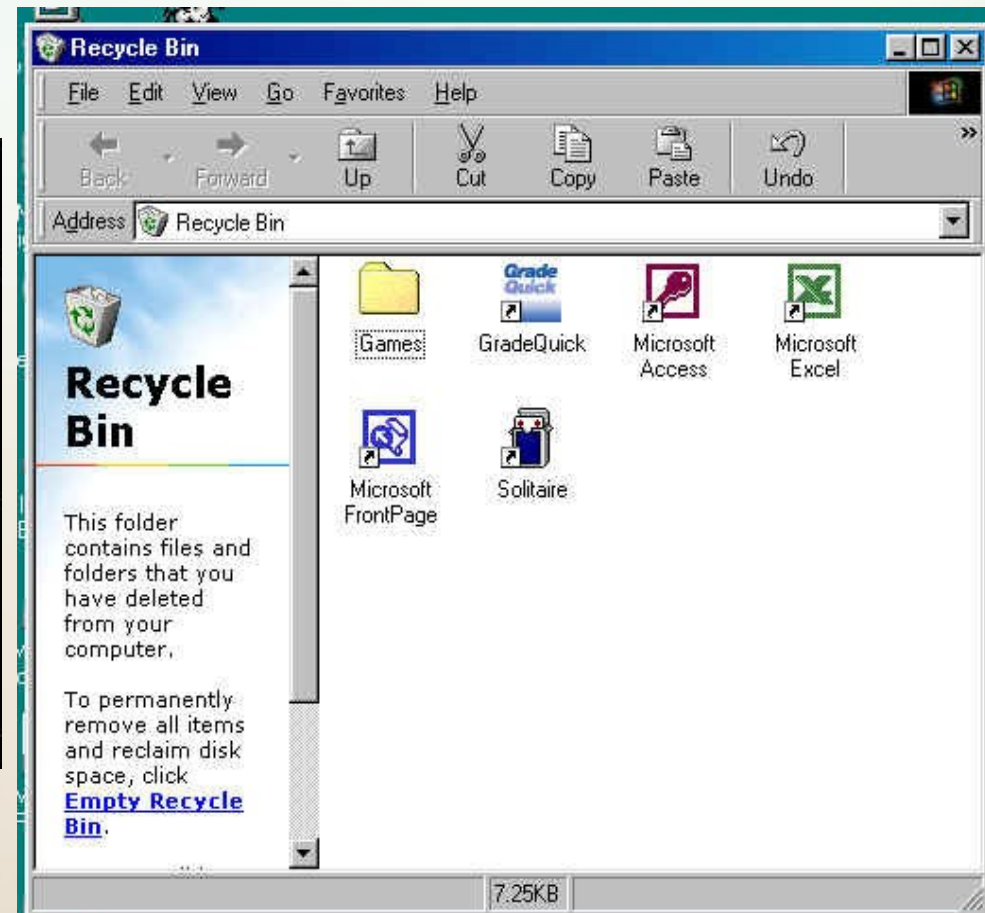 Recycle Bin
File Edit View Go Favorites Help
Back Forward Up Cut Copy Paste Undo »
Address Recycle Bin
Recycle
Bin
This folder
contains files and
folders that you
have deleted
from your
computer.
To permanently
remove all items
and reclaim disk
space, click
Empty Recycle
Bin.
Grade
Quick
Games GradeQuick Microsoft
Access Microsoft
Excel
Microsoft
FrontPage Solitaire
7.25KB